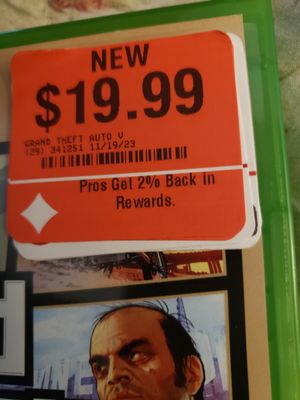 NEW
$19.99
GRAND THEFT AUTO V
(29) 341251 11/19/23
Pros Get 2% Back In
Rewards.